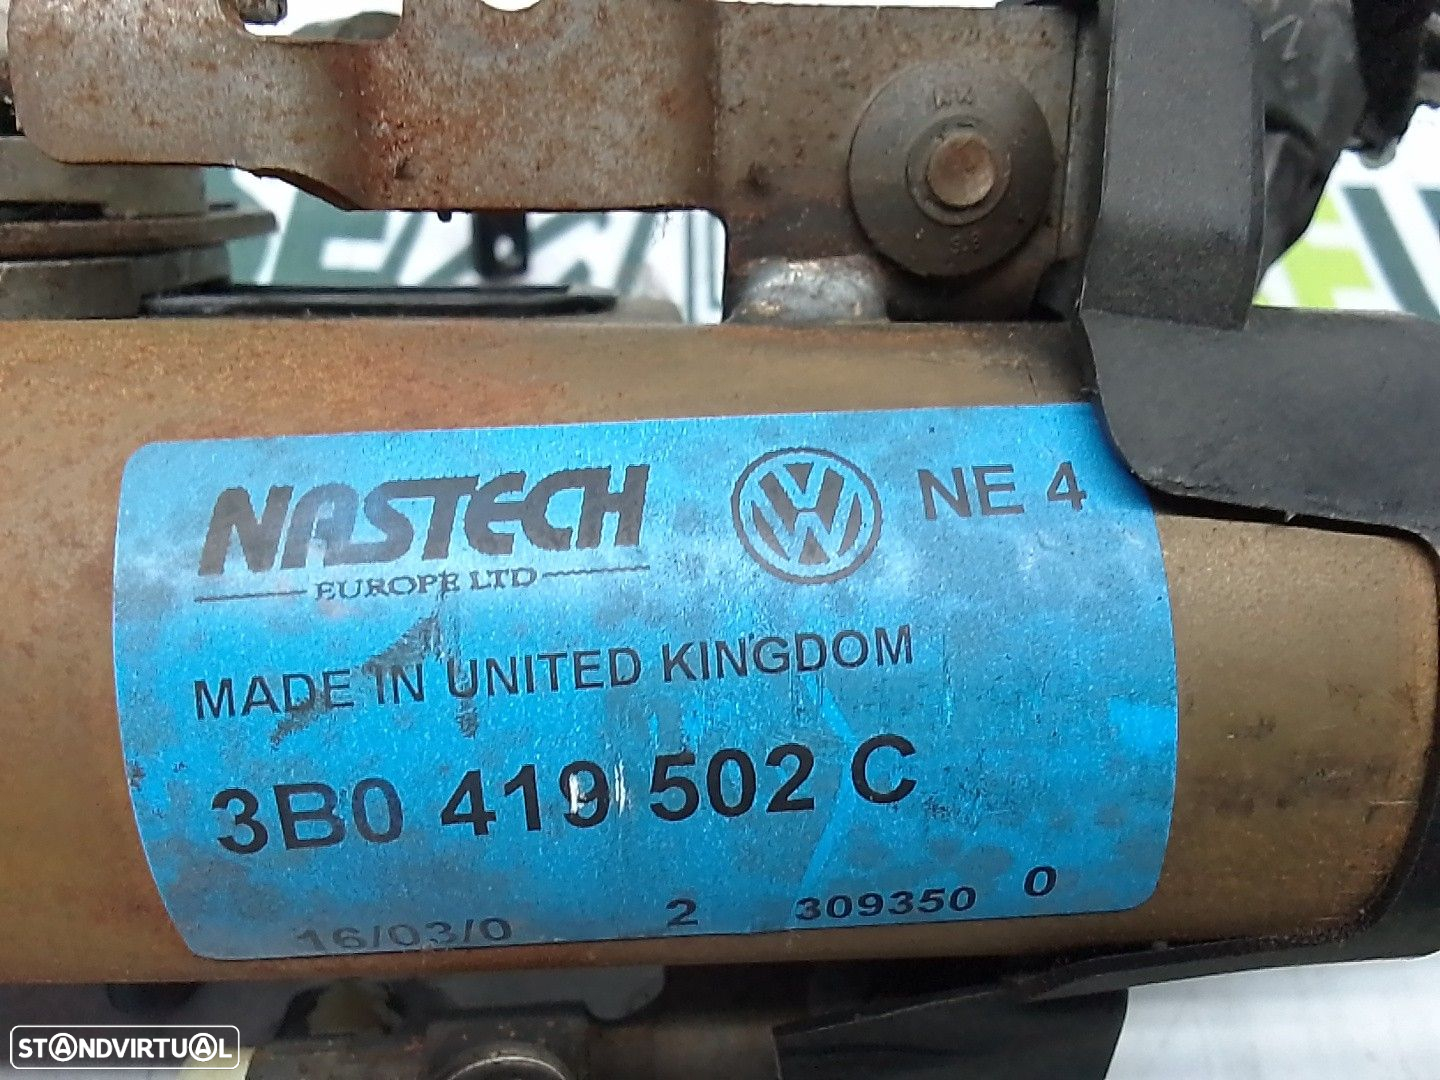 NASTECH NE 4
EUROPE LTD
MADE IN UNITED KINGDOM
3B0 419 502 C
16/03/0 2 309350 0
STANDVIRTUAL